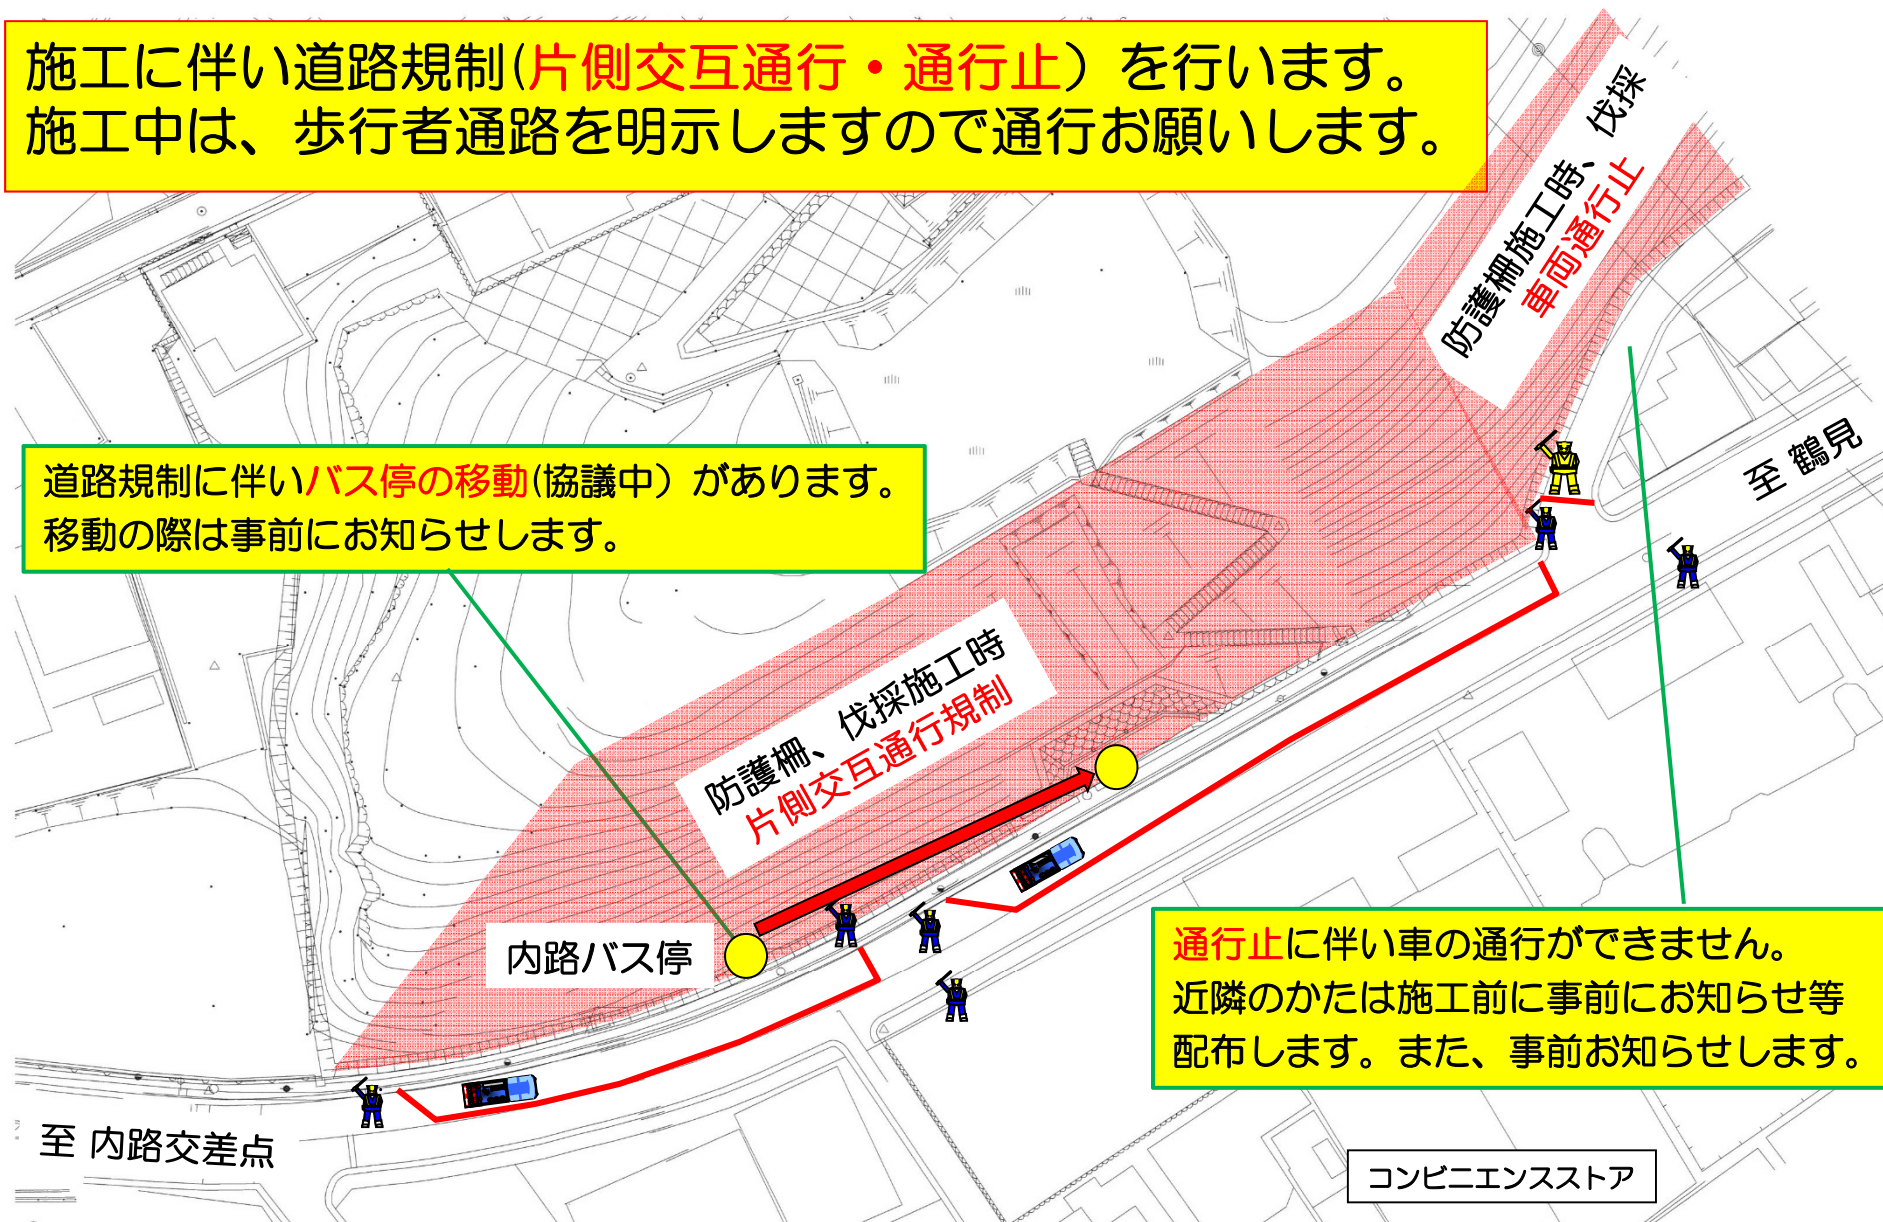 施工に伴い道路規制(片側交互通行・通行止）を行います。
施工中は、歩行者通路を明示しますので通行お願いします。
防護柵施工時、伐採
車両通行止
至 鶴見
道路規制に伴いバス停の移動(協議中）があります。
移動の際は事前にお知らせします。
防護柵、伐採施工時
片側交互通行規制
内路バス停
通行止に伴い車の通行ができません。
近隣のかたは施工前に事前にお知らせ等
配布します。また、事前お知らせします。
至 内路交差点
コンビニエンスストア